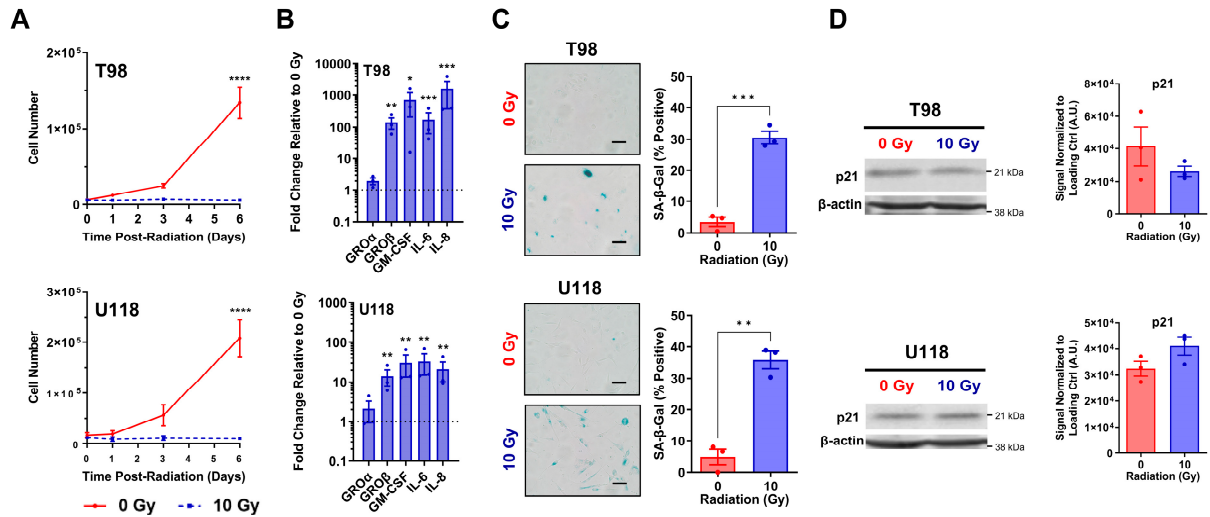 A
T98
2×10⁵
1×10⁵
0
Cell Number
****
0 1 2 3 4 5 6
Time Post-Radiation (Days)
U118
3×10⁵
2×10⁵
1×10⁵
0
Cell Number
****
0 1 2 3 4 5 6
Time Post-Radiation (Days)
0 Gy
10 Gy
B
T98
Fold Change Relative to 0 Gy
10000
1000
100
10
1
0.1
**
*
***
***
GROα
GROβ
GM-CSF
IL-6
IL-8
U118
Fold Change Relative to 0 Gy
1000
100
10
1
0.1
**
**
**
**
GROα
GROβ
GM-CSF
IL-6
IL-8
C
T98
0 Gy
10 Gy
SA-β-Gal (% Positive)
50
40
30
20
10
0
***
0 10
Radiation (Gy)
U118
0 Gy
10 Gy
SA-β-Gal (% Positive)
50
40
30
20
10
0
**
0 10
Radiation (Gy)
D
T98
0 Gy 10 Gy
p21
21 kDa
β-actin
38 kDa
p21
Signal Normalized to
Loading Ctrl (A.U.)
8×10⁴
6×10⁴
4×10⁴
2×10⁴
0
0 10
Radiation
(Gy)
U118
0 Gy 10 Gy
p21
21 kDa
β-actin
38 kDa
p21
Signal Normalized to
Loading Ctrl (A.U.)
5×10⁴
4×10⁴
3×10⁴
2×10⁴
1×10⁴
0
0 10
Radiation
(Gy)